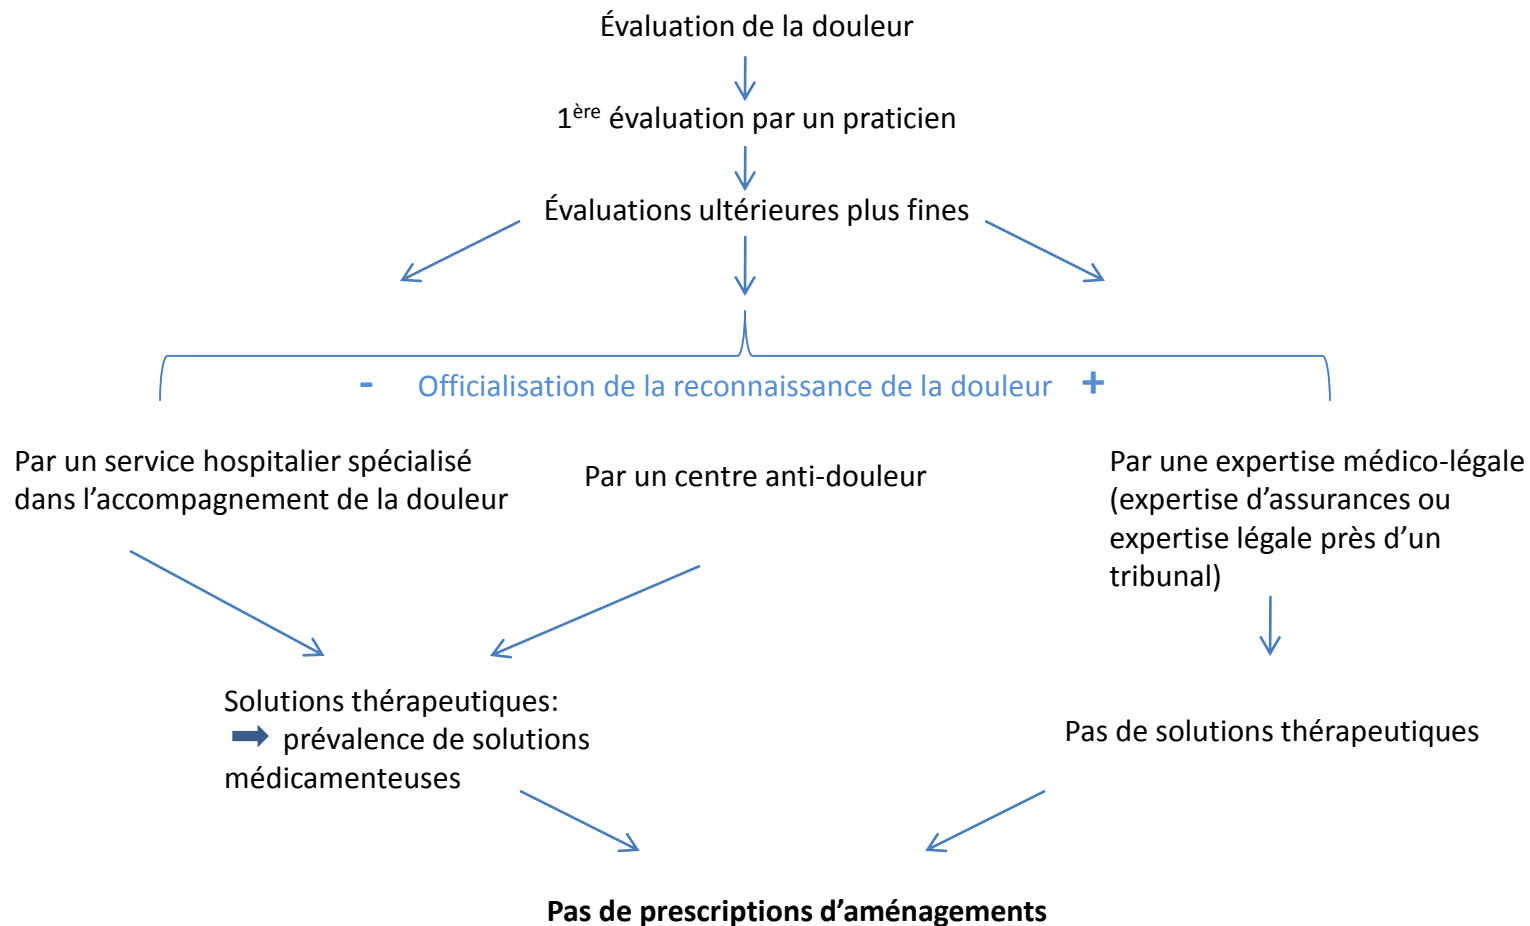 Évaluation de la douleur
1ère évaluation par un praticien
Évaluations ultérieures plus fines
- Officialisation de la reconnaissance de la douleur +
Par un service hospitalier spécialisé
dans l’accompagnement de la douleur
Par un centre anti-douleur
Par une expertise médico-légale
(expertise d’assurances ou
expertise légale près d’un
tribunal)
Solutions thérapeutiques:
prévalence de solutions
médicamenteuses
Pas de solutions thérapeutiques
Pas de prescriptions d’aménagements